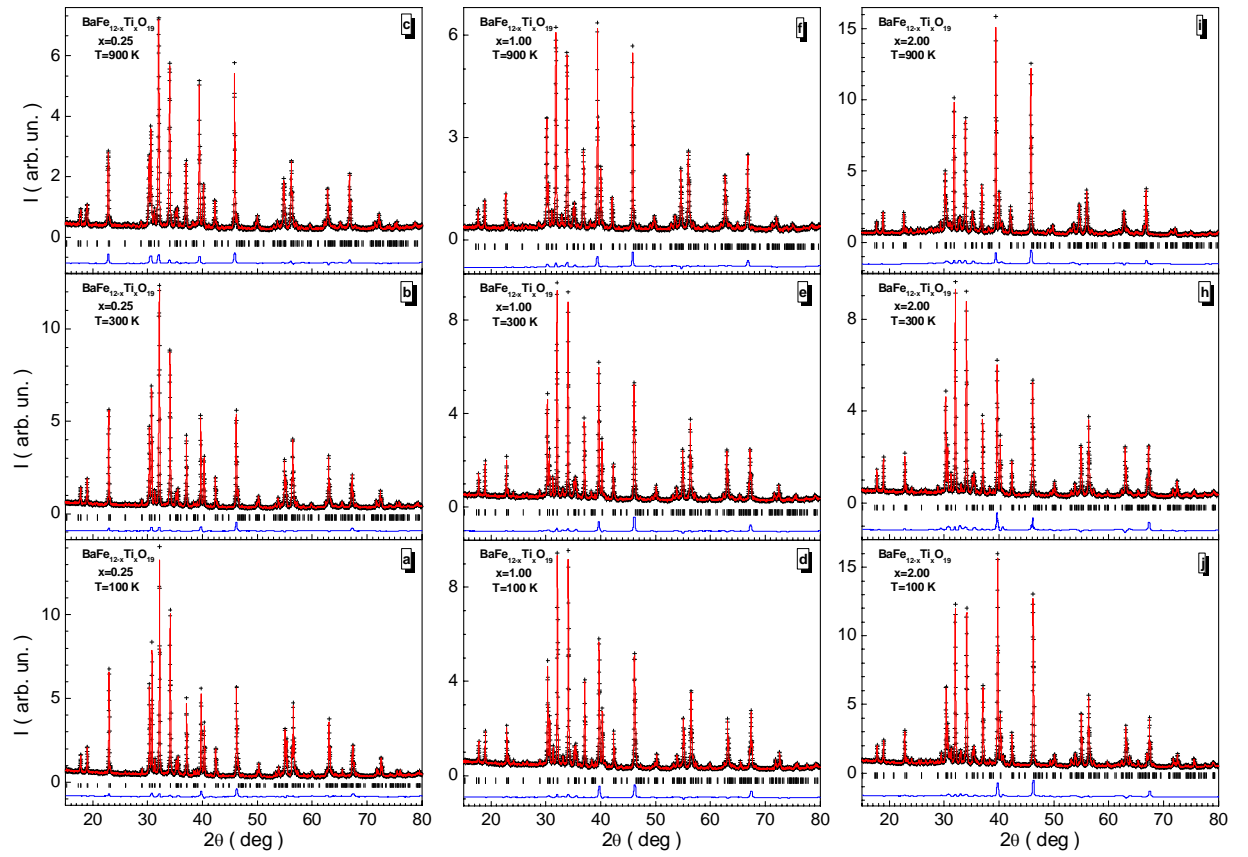 BaFe12-xTixO19
x=0.25
T=900 K
c
I ( arb. un. )
6
4
2
0
BaFe12-xTixO19
x=1.00
T=900 K
f
6
3
0
BaFe12-xTixO19
x=2.00
T=900 K
i
15
10
5
0
BaFe12-xTixO19
x=0.25
T=300 K
b
I ( arb. un. )
10
5
0
BaFe12-xTixO19
x=1.00
T=300 K
e
8
4
0
BaFe12-xTixO19
x=2.00
T=300 K
h
8
4
0
BaFe12-xTixO19
x=0.25
T=100 K
a
I ( arb. un. )
10
5
0
20 30 40 50 60 70 80
2θ ( deg )
BaFe12-xTixO19
x=1.00
T=100 K
d
8
4
0
20 30 40 50 60 70 80
2θ ( deg )
BaFe12-xTixO19
x=2.00
T=100 K
j
15
10
5
0
20 30 40 50 60 70 80
2θ ( deg )